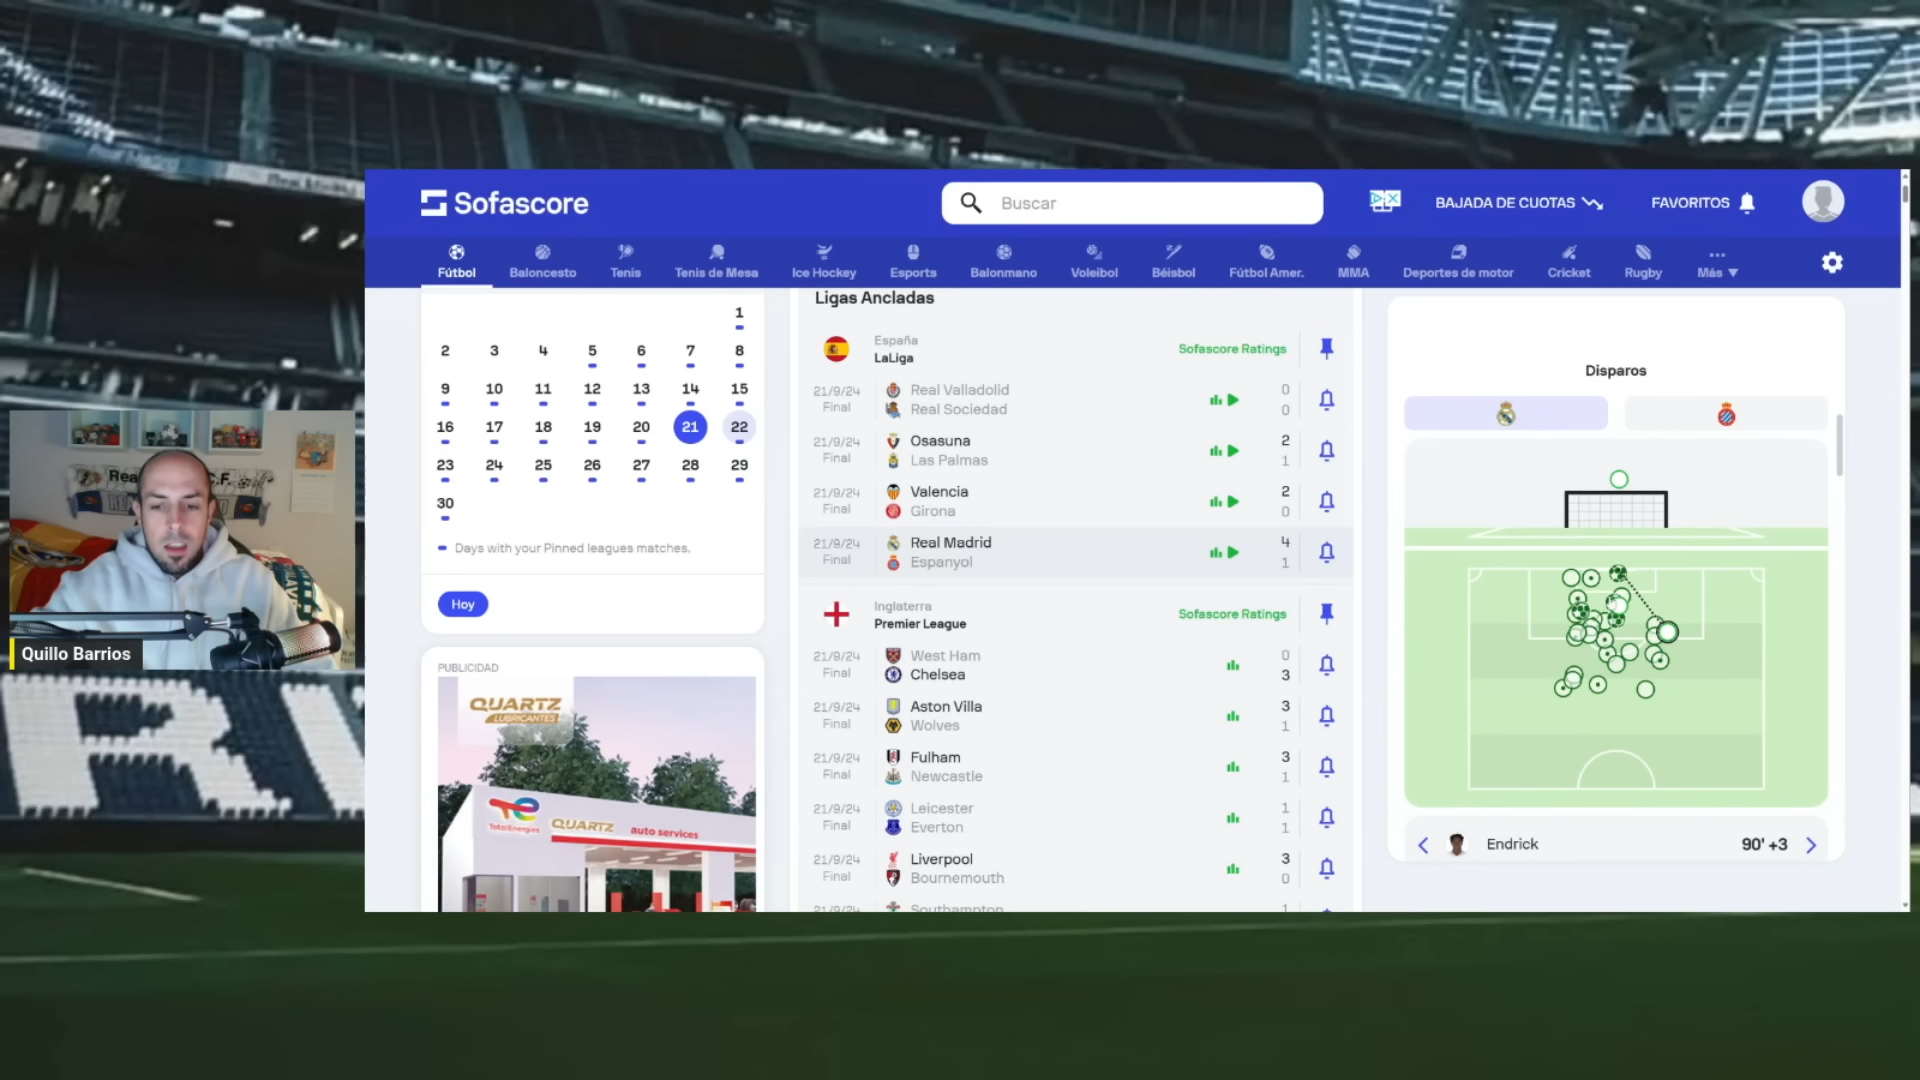 Sofascore
Buscar
BAJADA DE CUOTAS
FAVORITOS
Fútbol
Baloncesto
Tenis
Tenis de Mesa
Ice Hockey
Esports
Balonmano
Voleibol
Béisbol
Fútbol Amer.
MMA
Deportes de motor
Cricket
Rugby
Más ▼
1
2 3 4 5 6 7 8
9 10 11 12 13 14 15
16 17 18 19 20 21 22
23 24 25 26 27 28 29
30
Days with your Pinned leagues matches.
Hoy
PUBLICIDAD
QUARTZ
LUBRICANTES
TotalEnergies
QUARTZ auto services
Ligas Ancladas
España
LaLiga
Sofascore Ratings
21/9/24 Real Valladolid 0
Final Real Sociedad 0
21/9/24 Osasuna 2
Final Las Palmas 1
21/9/24 Valencia 2
Final Girona 0
21/9/24 Real Madrid 4
Final Espanyol 1
Inglaterra
Premier League
Sofascore Ratings
21/9/24 West Ham 0
Final Chelsea 3
21/9/24 Aston Villa 3
Final Wolves 1
21/9/24 Fulham 3
Final Newcastle 1
21/9/24 Leicester 1
Final Everton 1
21/9/24 Liverpool 3
Final Bournemouth 0
21/9/24 Southampton 1
Disparos
Endrick 90' +3
Quillo Barrios